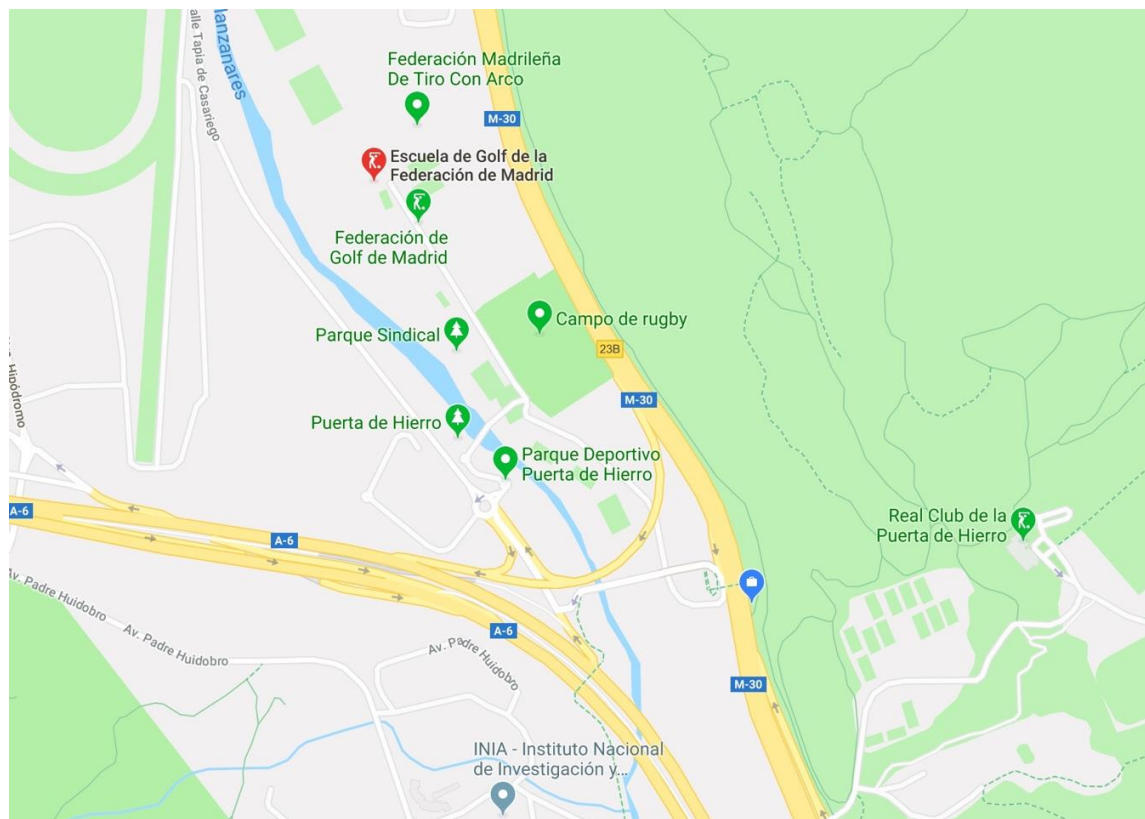 Manzanares
alle Tapia de Casariego
Federación Madrileña
De Tiro Con Arco
M-30
Escuela de Golf de la
Federación de Madrid
Federación de
Golf de Madrid
Campo de rugby
Parque Sindical
23B
M-30
Hipódromo
Puerta de Hierro
Parque Deportivo
Puerta de Hierro
A-6
Real Club de la
Puerta de Hierro
A-6
Av. Padre Huidobro
Av. Padre Huidobro
A-6
Av. Padre Huidobro
M-30
INIA - Instituto Nacional
de Investigación y...